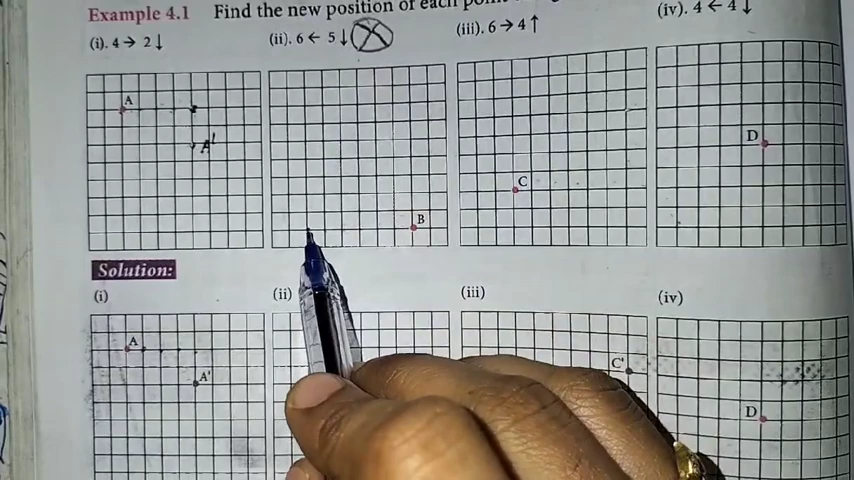 Example 4.1 Find the new position of each point
(i). 4 → 2↓ (ii). 6 ← 5↓ (iii). 6 → 4↑ (iv). 4 ← 4↓
A
A'
B
C
D
Solution:
(i) (ii) (iii) (iv)
A
A'
C'
D